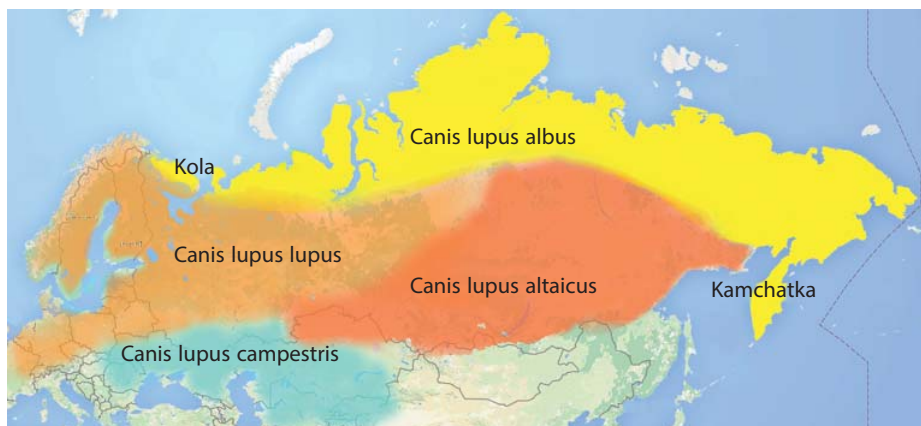 Canis lupus albus
Kola
Canis lupus lupus
Canis lupus altaicus
Kamchatka
Canis lupus campestris